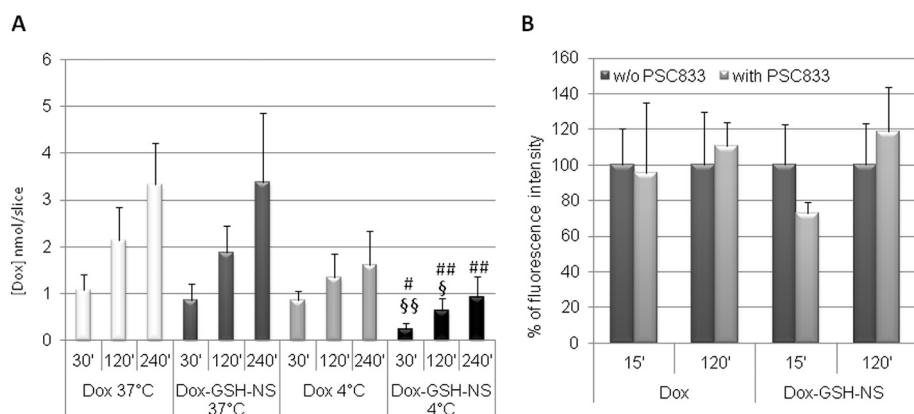 A
[Dox] nmol/slice
6
5
4
3
2
1
0
#
§§
##
§
##
30' 120' 240' 30' 120' 240' 30' 120' 240' 30' 120' 240'
Dox 37°C Dox-GSH-NS 37°C Dox 4°C Dox-GSH-NS 4°C
B
% of fluorescence intensity
160
140
120
100
80
60
40
20
0
w/o PSC833 with PSC833
15' 120' 15' 120'
Dox Dox-GSH-NS